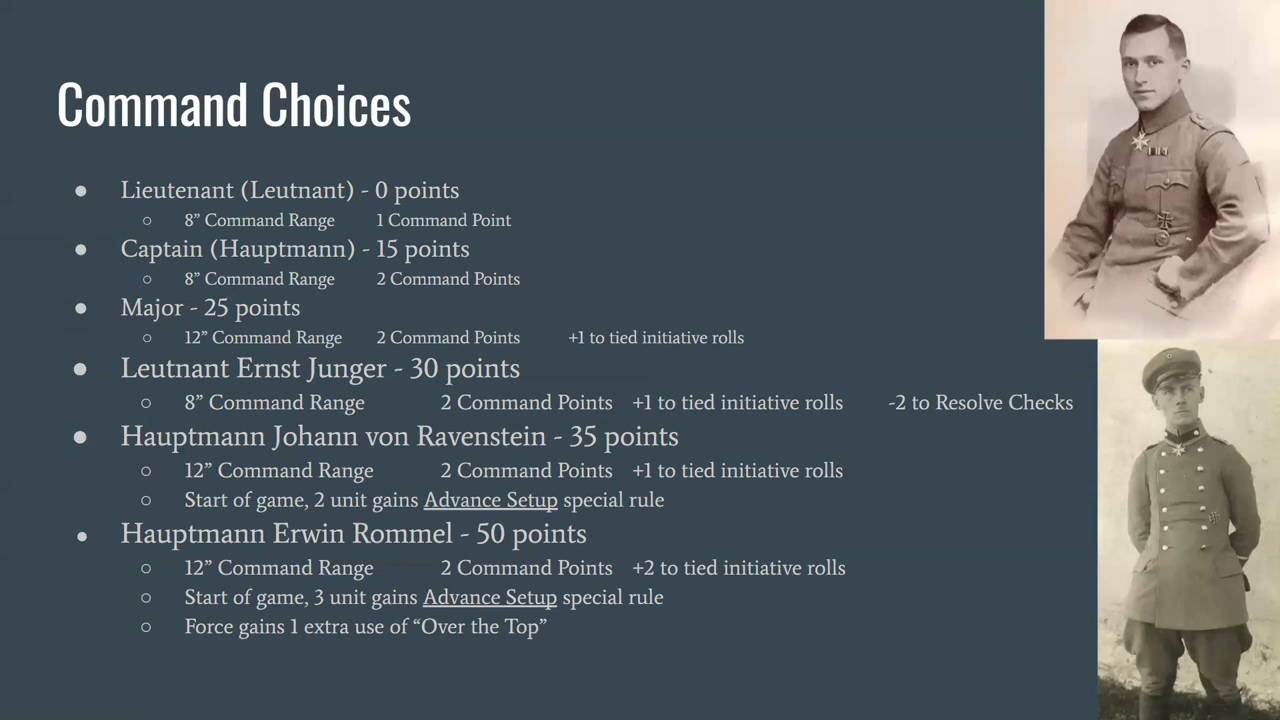 Command Choices
● Lieutenant (Leutnant) - 0 points
○ 8” Command Range 1 Command Point
● Captain (Hauptmann) - 15 points
○ 8” Command Range 2 Command Points
● Major - 25 points
○ 12” Command Range 2 Command Points +1 to tied initiative rolls
● Leutnant Ernst Junger - 30 points
○ 8” Command Range 2 Command Points +1 to tied initiative rolls -2 to Resolve Checks
● Hauptmann Johann von Ravenstein - 35 points
○ 12” Command Range 2 Command Points +1 to tied initiative rolls
○ Start of game, 2 unit gains Advance Setup special rule
● Hauptmann Erwin Rommel - 50 points
○ 12” Command Range 2 Command Points +2 to tied initiative rolls
○ Start of game, 3 unit gains Advance Setup special rule
○ Force gains 1 extra use of “Over the Top”